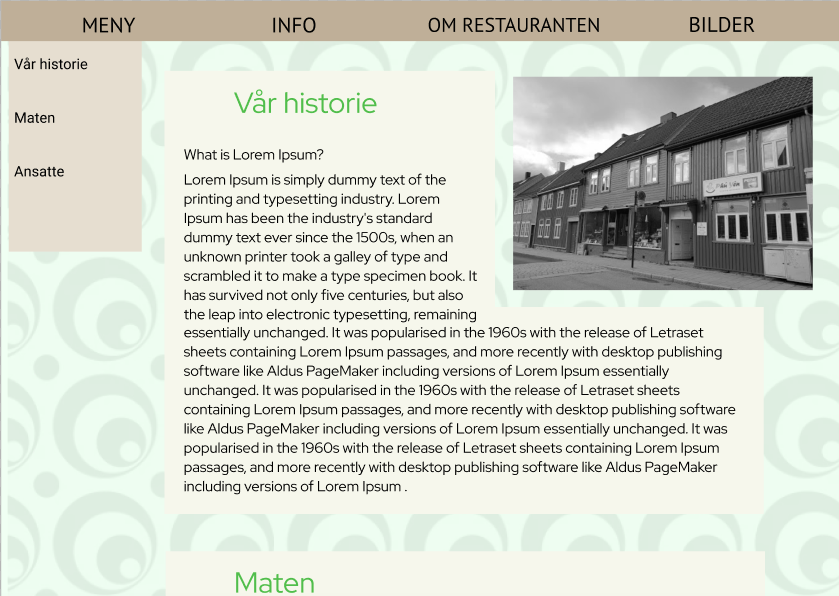 MENY INFO OM RESTAURANTEN BILDER
Vår historie
Maten
Ansatte
Vår historie
What is Lorem Ipsum?
Lorem Ipsum is simply dummy text of the
printing and typesetting industry. Lorem
Ipsum has been the industry's standard
dummy text ever since the 1500s, when an
unknown printer took a galley of type and
scrambled it to make a type specimen book. It
has survived not only five centuries, but also
the leap into electronic typesetting, remaining
essentially unchanged. It was popularised in the 1960s with the release of Letraset
sheets containing Lorem Ipsum passages, and more recently with desktop publishing
software like Aldus PageMaker including versions of Lorem Ipsum essentially
unchanged. It was popularised in the 1960s with the release of Letraset sheets
containing Lorem Ipsum passages, and more recently with desktop publishing software
like Aldus PageMaker including versions of Lorem Ipsum essentially unchanged. It was
popularised in the 1960s with the release of Letraset sheets containing Lorem Ipsum
passages, and more recently with desktop publishing software like Aldus PageMaker
including versions of Lorem Ipsum .
Maten